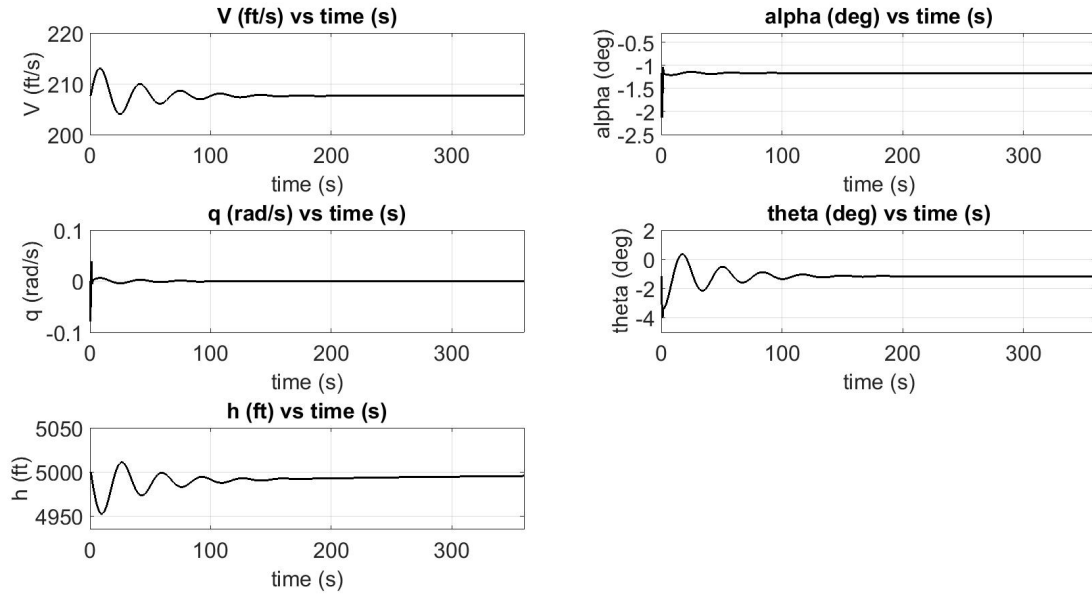 V (ft/s) vs time (s)
220
210
200
V (ft/s)
0 100 200 300
time (s)
alpha (deg) vs time (s)
-0.5
-1
-1.5
-2
-2.5
alpha (deg)
0 100 200 300
time (s)
q (rad/s) vs time (s)
0.1
0
-0.1
q (rad/s)
0 100 200 300
time (s)
theta (deg) vs time (s)
2
0
-2
-4
theta (deg)
0 100 200 300
time (s)
h (ft) vs time (s)
5050
5000
4950
h (ft)
0 100 200 300
time (s)